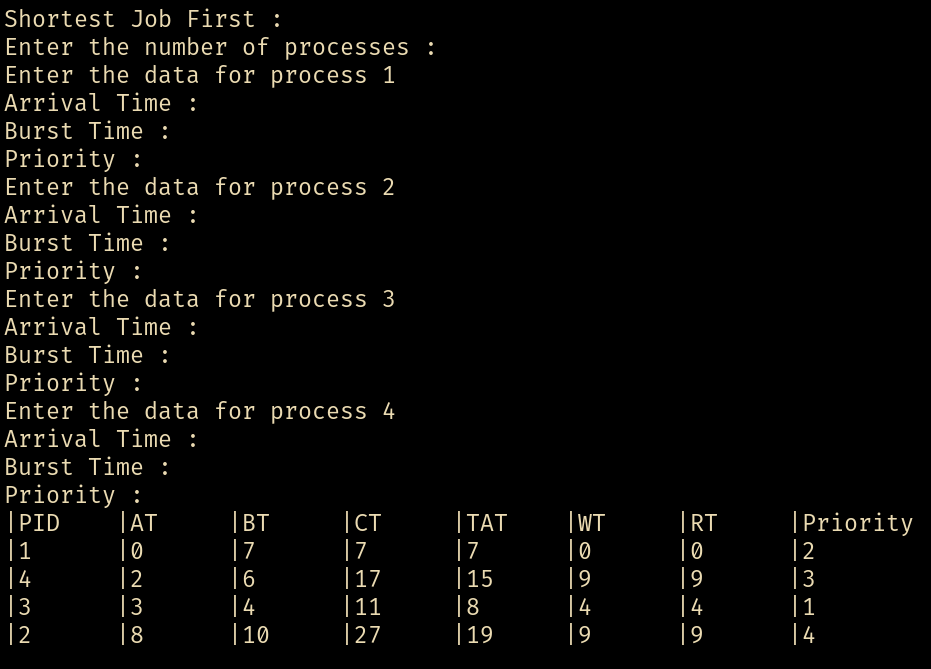 Shortest Job First :
Enter the number of processes :
Enter the data for process 1
Arrival Time :
Burst Time :
Priority :
Enter the data for process 2
Arrival Time :
Burst Time :
Priority :
Enter the data for process 3
Arrival Time :
Burst Time :
Priority :
Enter the data for process 4
Arrival Time :
Burst Time :
Priority :
|PID |AT |BT |CT |TAT |WT |RT |Priority
|1 |0 |7 |7 |7 |0 |0 |2
|4 |2 |6 |17 |15 |9 |9 |3
|3 |3 |4 |11 |8 |4 |4 |1
|2 |8 |10 |27 |19 |9 |9 |4